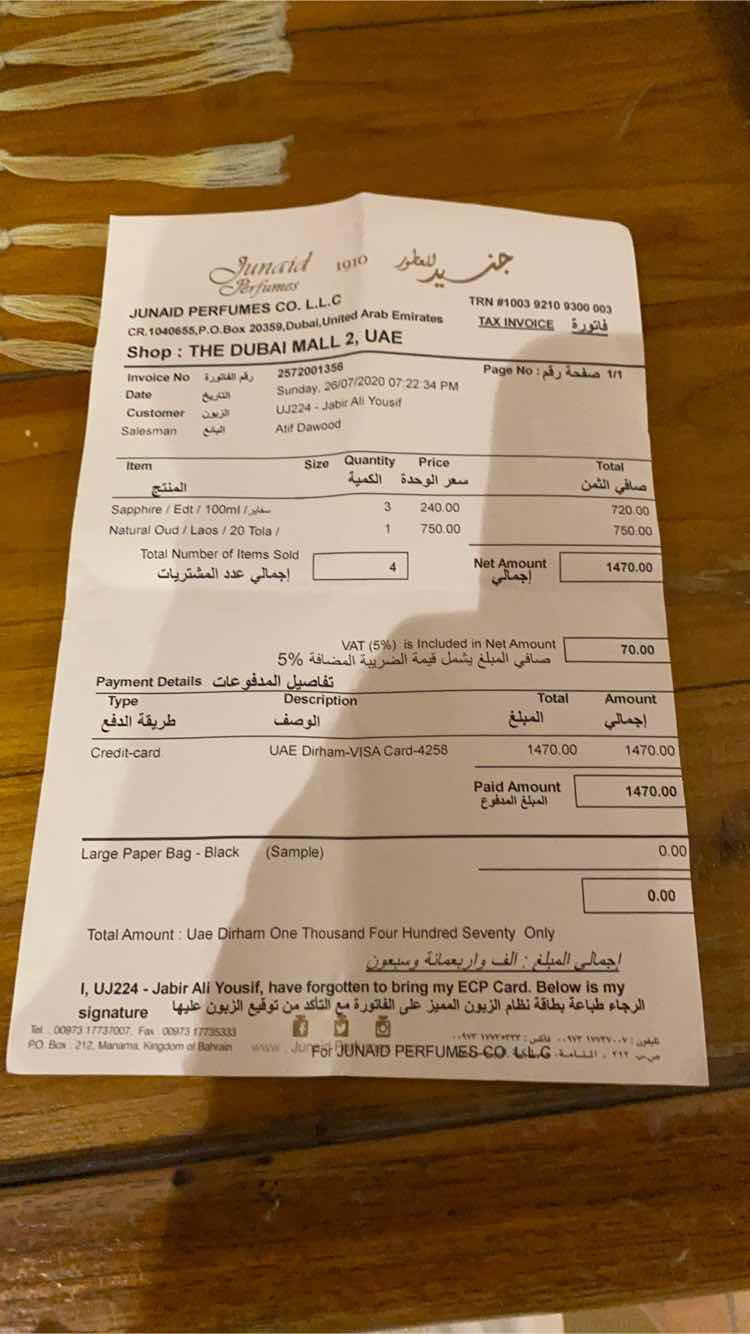 Junaid Perfumes 1910 جنيد للعطور
JUNAID PERFUMES CO. L.L.C
TRN #1003 9210 9300 003
CR.1040655,P.O.Box 20359,Dubai,United Arab Emirates
TAX INVOICE فاتورة
Shop : THE DUBAI MALL 2, UAE
Invoice No رقم الفاتورة 2572001356
Page No : صفحة رقم 1/1
Date التاريخ Sunday, 26/07/2020 07:22:34 PM
Customer الزبون UJ224 - Jabir Ali Yousif
Salesman البائع Atif Dawood
Item Size Quantity Price Total
المنتج الكمية سعر الوحدة صافي الثمن
Sapphire / Edt / 100ml / سفاير 3 240.00 720.00
Natural Oud / Laos / 20 Tola / 1 750.00 750.00
Total Number of Items Sold 4 Net Amount 1470.00
إجمالي عدد المشتريات إجمالي
VAT (5%) is Included in Net Amount 70.00
صافي المبلغ يشمل قيمة الضريبة المضافة 5%
Payment Details تفاصيل المدفوعات
Type Description Total Amount
طريقة الدفع الوصف المبلغ إجمالي
Credit-card UAE Dirham-VISA Card-4258 1470.00 1470.00
Paid Amount 1470.00
المبلغ المدفوع
Large Paper Bag - Black (Sample) 0.00
0.00
Total Amount : Uae Dirham One Thousand Four Hundred Seventy Only
إجمالي المبلغ : الف واربعمائة وسبعون
I, UJ224 - Jabir Ali Yousif, have forgotten to bring my ECP Card. Below is my
signature الرجاء طباعة بطاقة نظام الزبون المميز على الفاتورة مع التأكد من توقيع الزبون عليها
Tel . 00973 17737007, Fax . 00973 17735333
P.O. Box : 212, Manama, Kingdom of Bahrain
For JUNAID PERFUMES CO. L.L.C